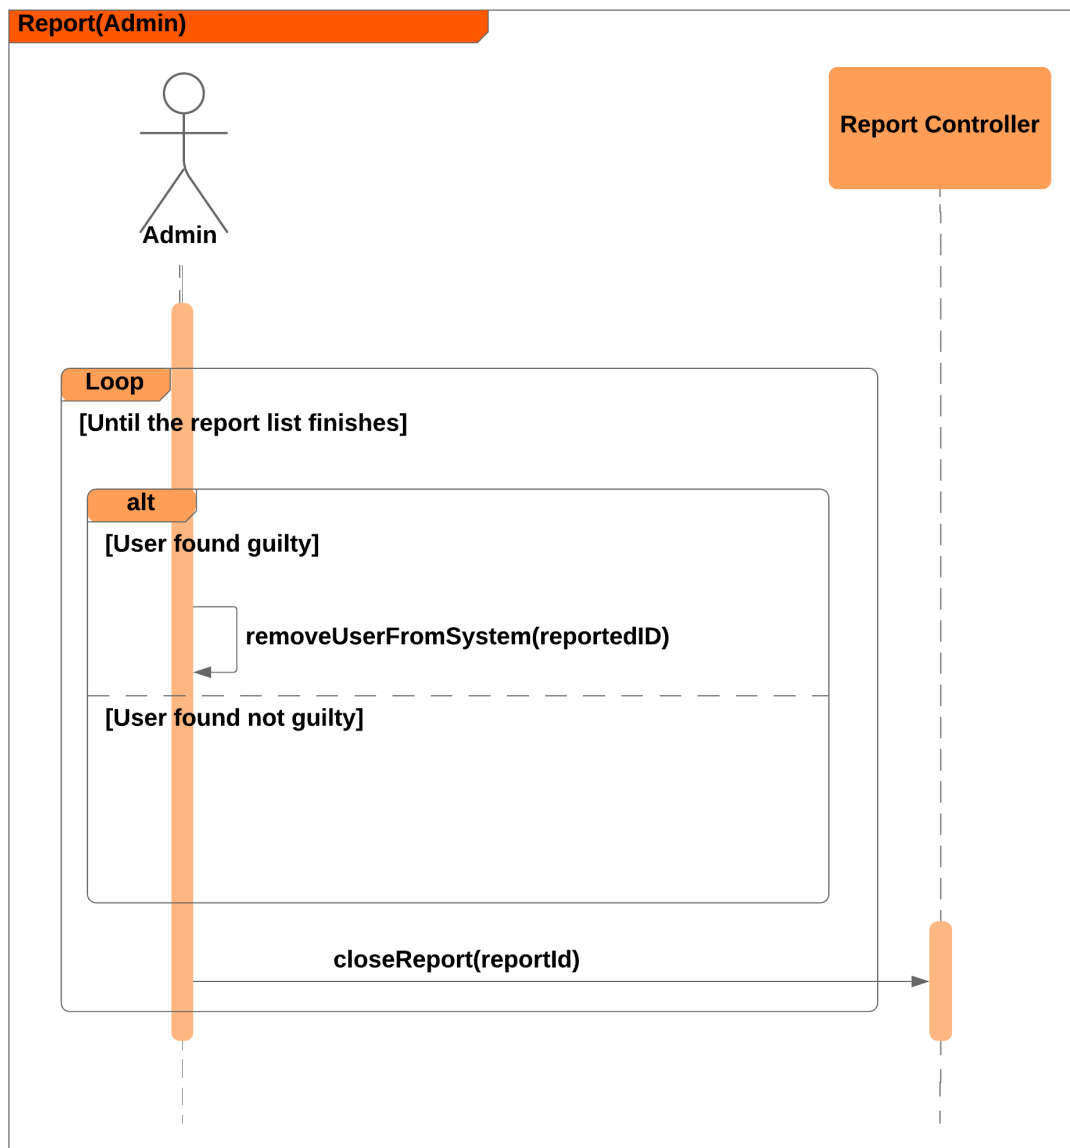 Report(Admin)
Report Controller
Admin
Loop
[Until the report list finishes]
alt
[User found guilty]
removeUserFromSystem(reportedID)
[User found not guilty]
closeReport(reportId)